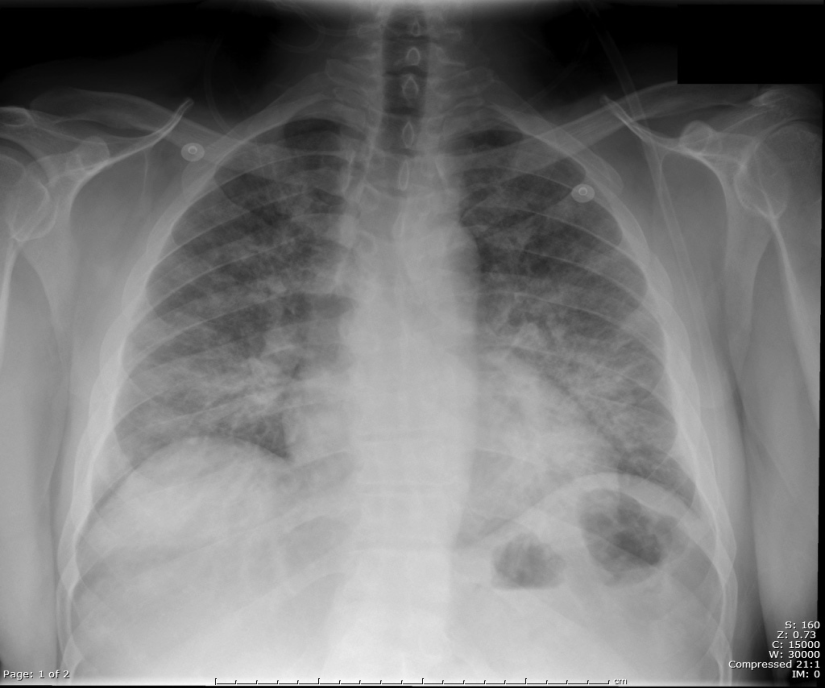 S: 160
Z: 0.73
C: 15000
W: 30000
Compressed 21:1
IM: 0
Page: 1 of 2
cm